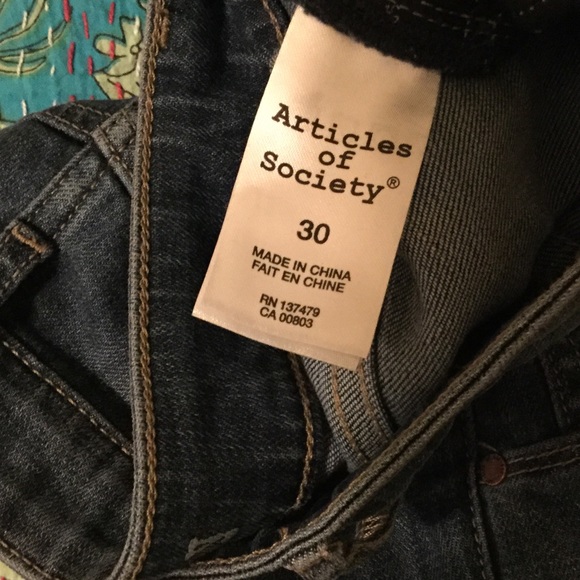 Articles
of
Society®
30
MADE IN CHINA
FAIT EN CHINE
RN 137479
CA 00803